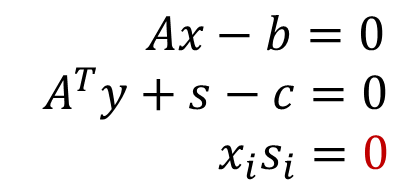 Ax − b = 0
Aᵀy + s − c = 0
xᵢsᵢ = 0